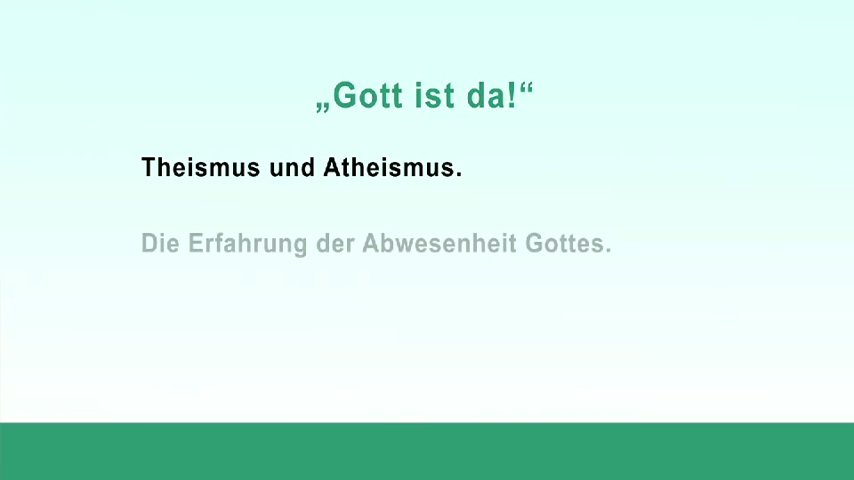 „Gott ist da!“
Theismus und Atheismus.
Die Erfahrung der Abwesenheit Gottes.